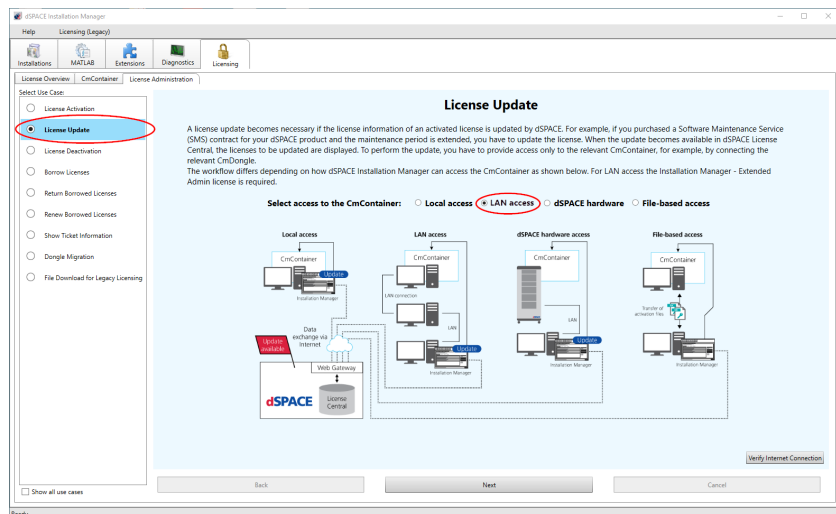 dSPACE Installation Manager
Help Licensing (Legacy)
Installations MATLAB Extensions Diagnostics Licensing
License Overview CmContainer License Administration
Select Use Case:
License Activation
License Update
License Deactivation
Borrow Licenses
Return Borrowed Licenses
Renew Borrowed Licenses
Show Ticket Information
Dongle Migration
File Download for Legacy Licensing
Show all use cases
License Update
A license update becomes necessary if the license information of an activated license is updated by dSPACE. For example, if you purchased a Software Maintenance Service
(SMS) contract for your dSPACE product and the maintenance period is extended, you have to update the license. When the update becomes available in dSPACE License
Central, the licenses to be updated are displayed. To perform the update, you have to provide access only to the relevant CmContainer, for example, by connecting the
relevant CmDongle.
The workflow differs depending on how dSPACE Installation Manager can access the CmContainer as shown below. For LAN access the Installation Manager - Extended
Admin license is required.
Select access to the CmContainer: Local access LAN access dSPACE hardware File-based access
Local access LAN access dSPACE hardware access File-based access
CmContainer CmContainer CmContainer CmContainer
Update
Installation Manager
LAN connection
LAN
Update
Installation Manager
LAN
Update
Installation Manager
Transfer of
activation files
Installation Manager
Data
exchange via
Internet
Update
available
Web Gateway
dSPACE
License
Central
Verify Internet Connection
Back Next Cancel
Ready